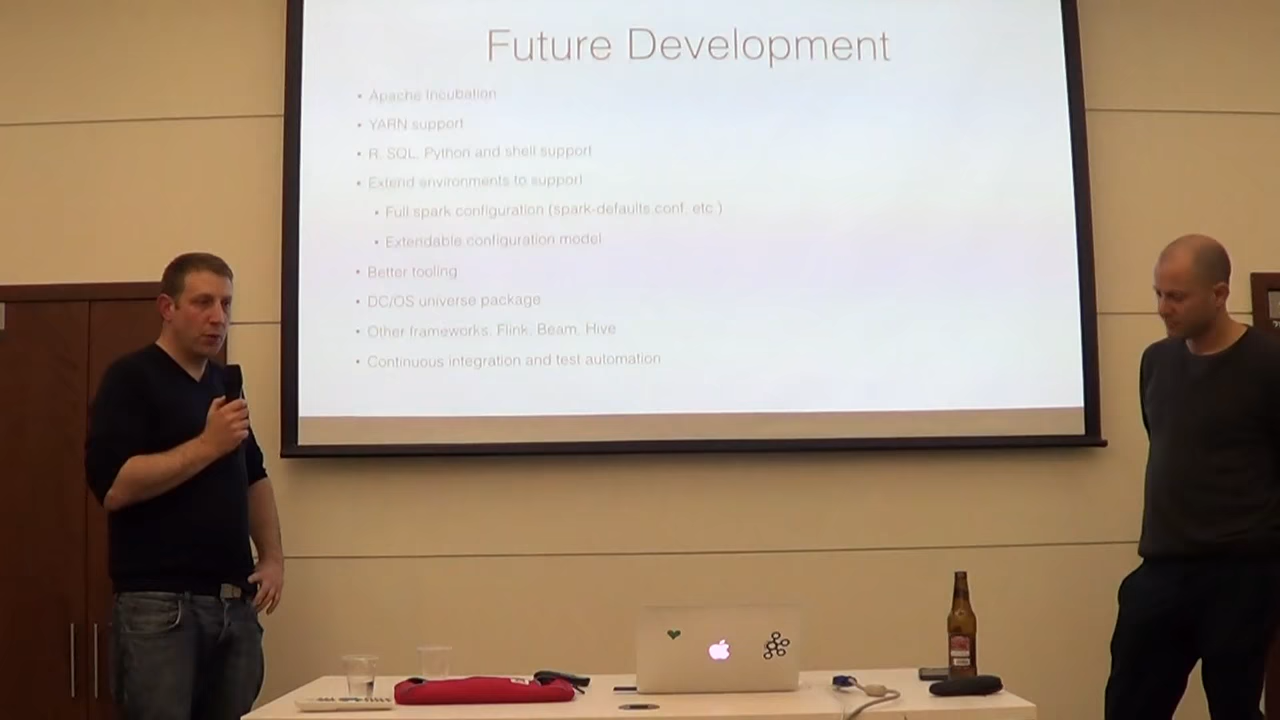 Future Development
• Apache Incubation
• YARN support
• R, SQL, Python and shell support
• Extend environments to support
• Full spark configuration (spark-defaults.conf, etc.)
• Extendable configuration model
• Better tooling
• DC/OS universe package
• Other frameworks, Flink, Beam, Hive
• Continuous integration and test automation